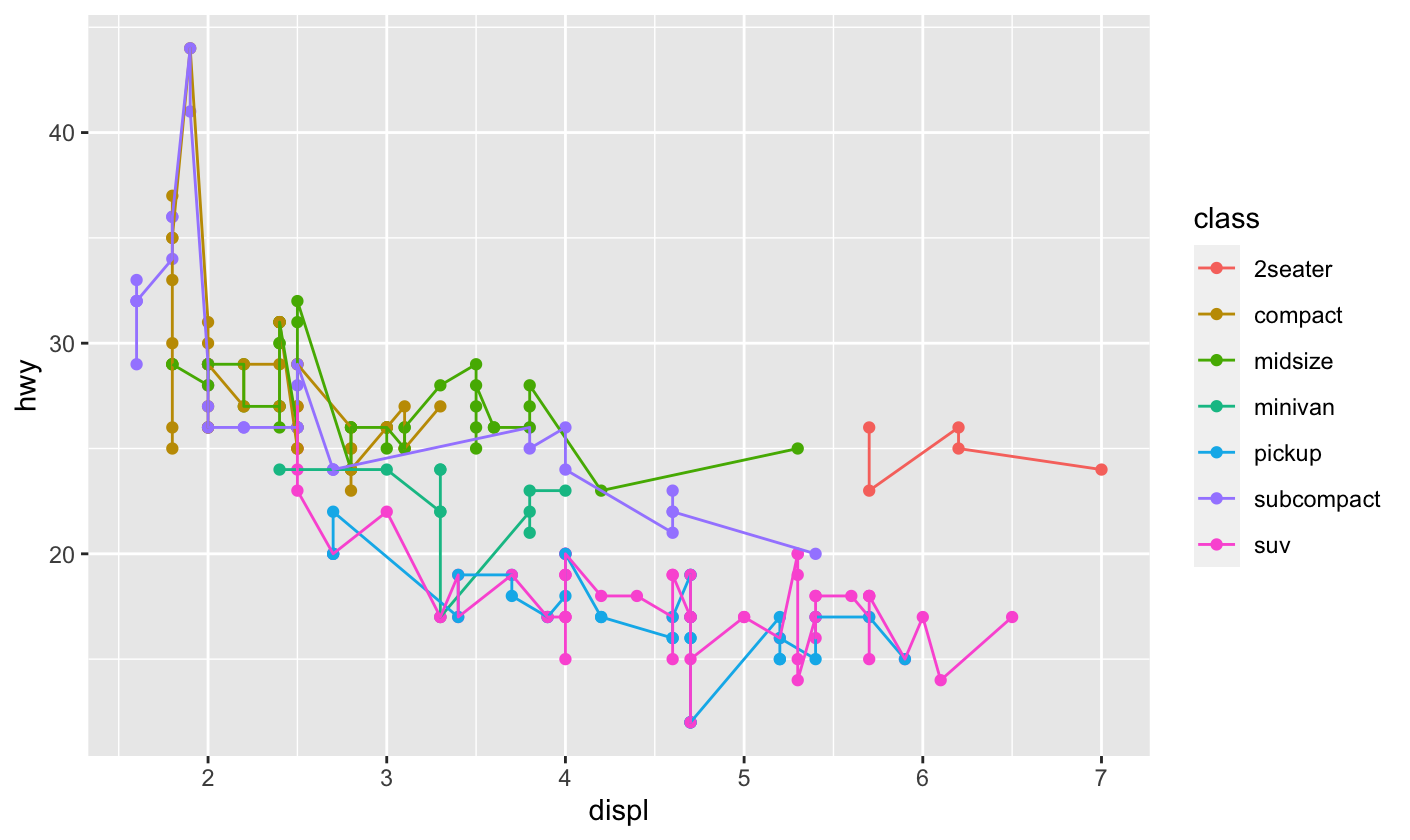 40
30
20
hwy
2 3 4 5 6 7
displ
class
2seater
compact
midsize
minivan
pickup
subcompact
suv